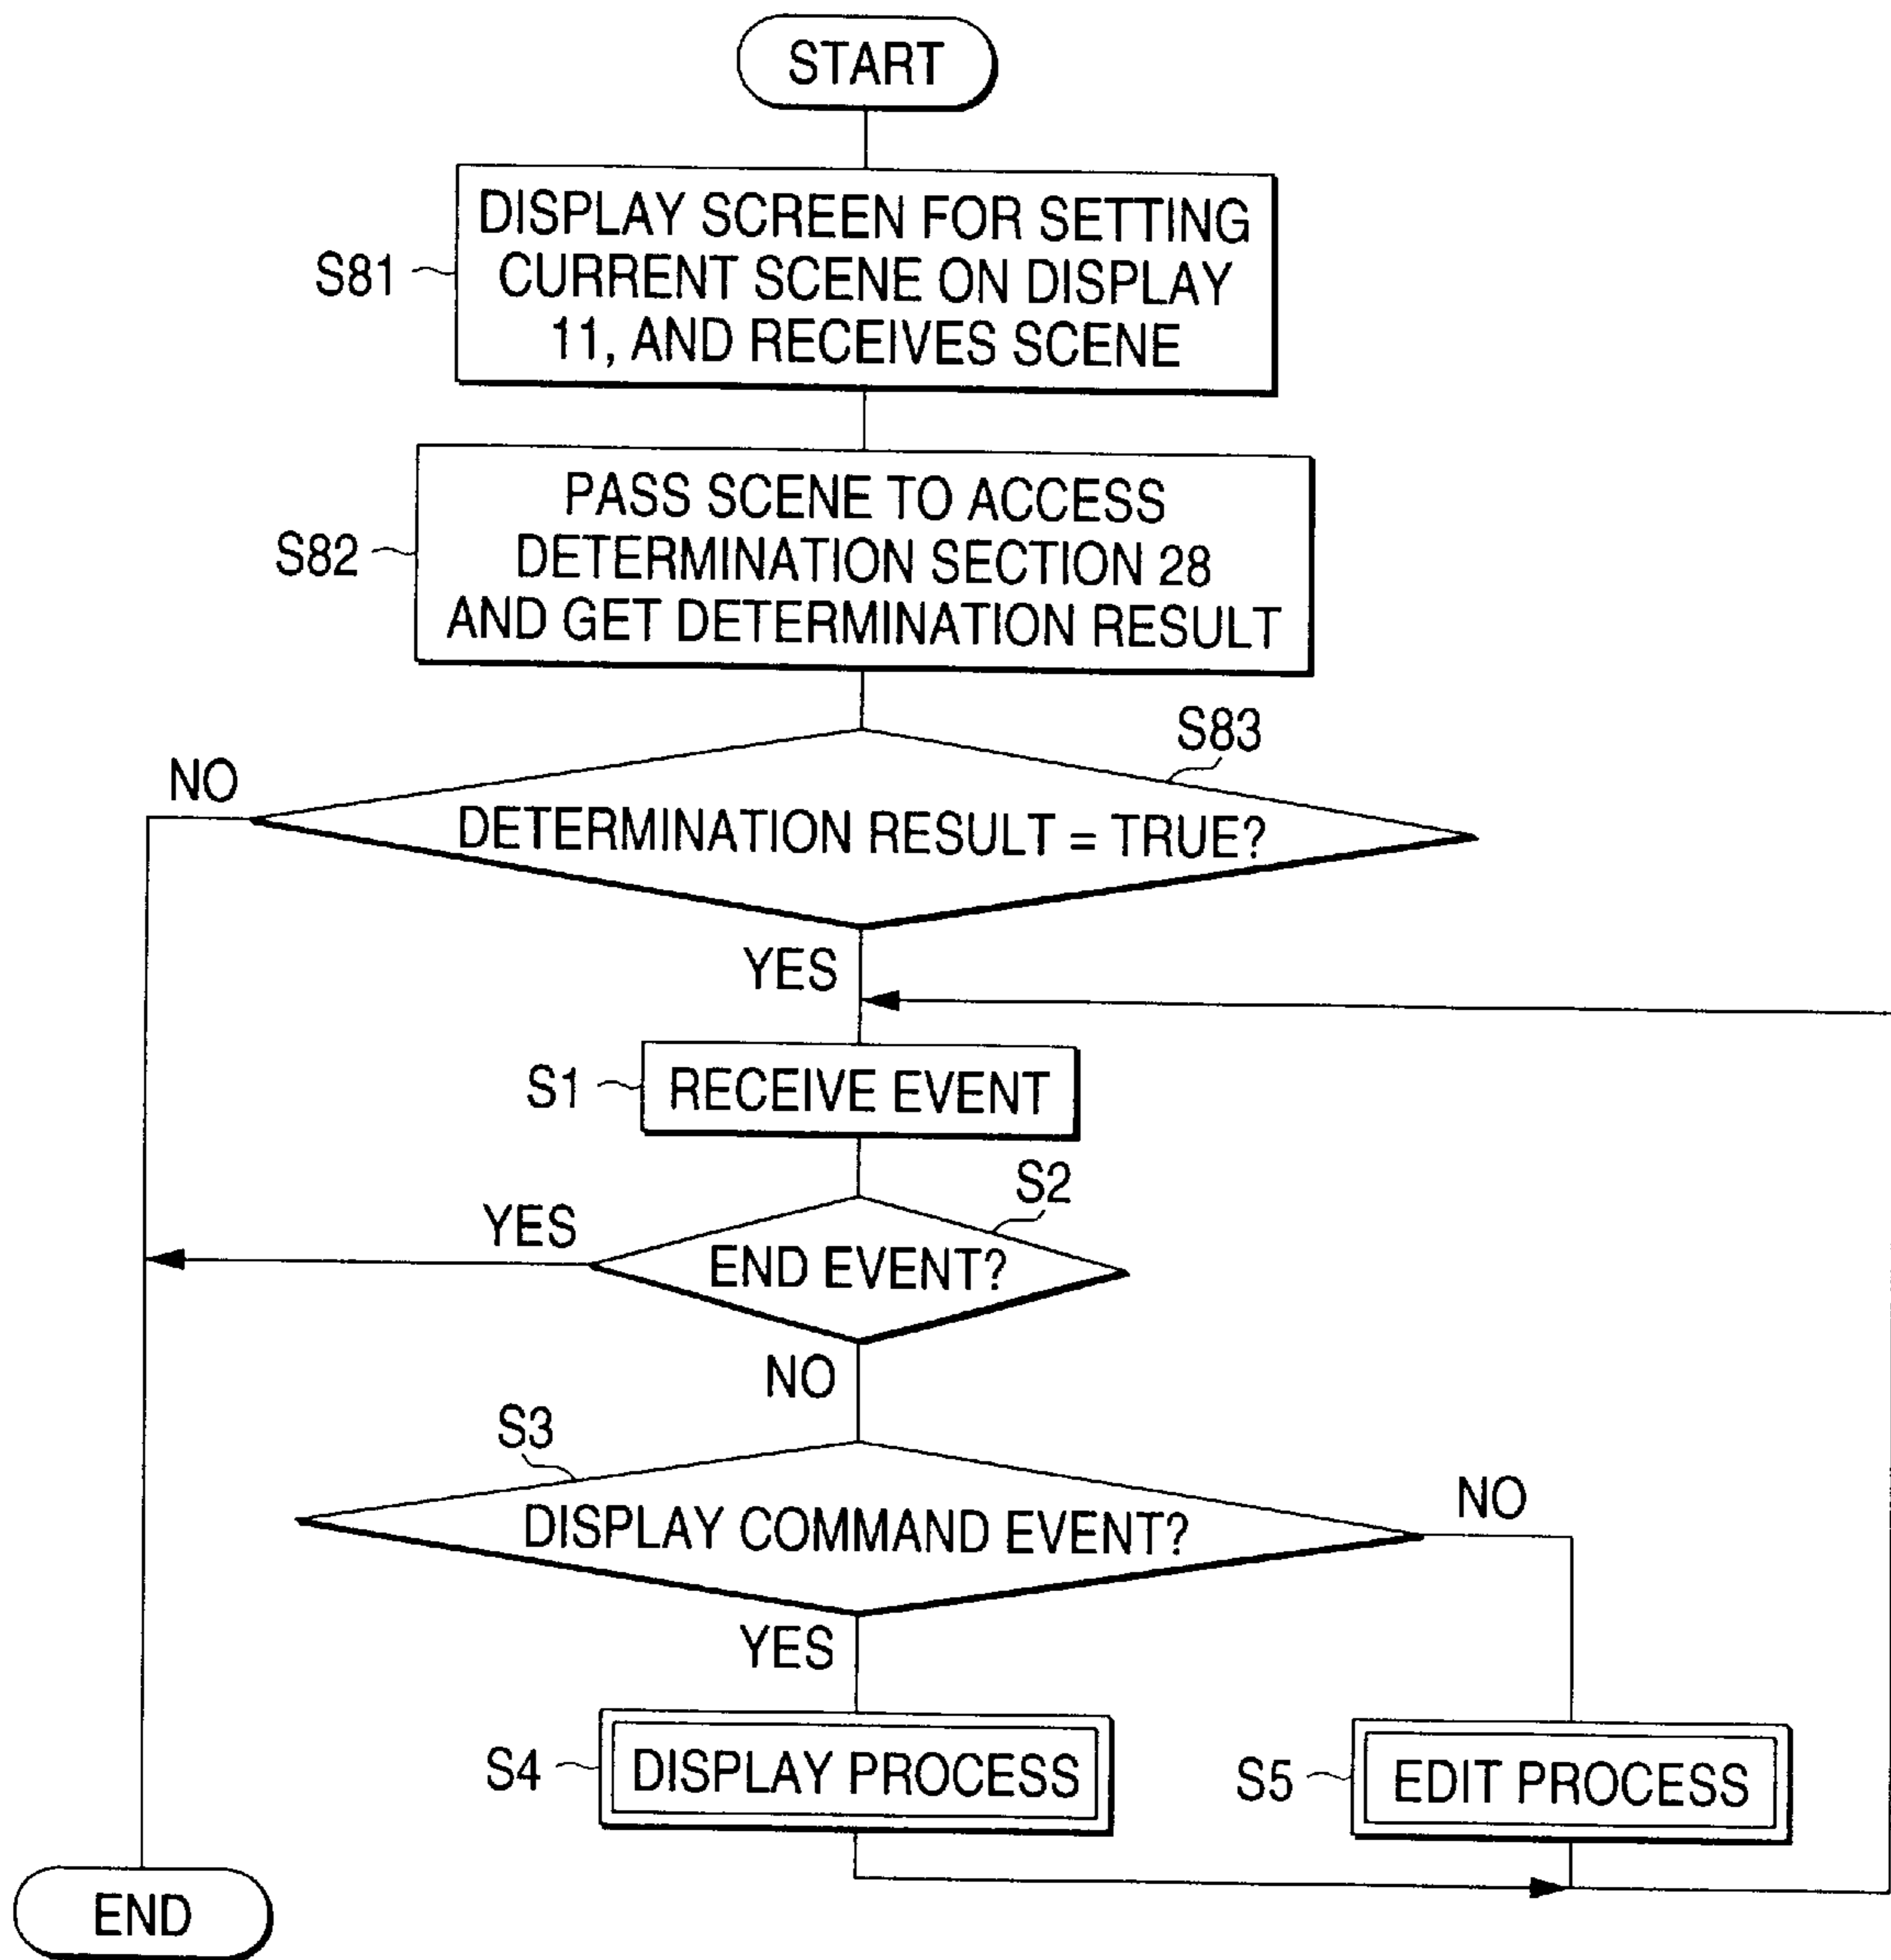 START
S81
DISPLAY SCREEN FOR SETTING
CURRENT SCENE ON DISPLAY
11, AND RECEIVES SCENE
S82
PASS SCENE TO ACCESS
DETERMINATION SECTION 28
AND GET DETERMINATION RESULT
S83
NO
DETERMINATION RESULT = TRUE?
YES
S1
RECEIVE EVENT
S2
YES
END EVENT?
NO
S3
NO
DISPLAY COMMAND EVENT?
YES
S4
DISPLAY PROCESS
S5
EDIT PROCESS
END